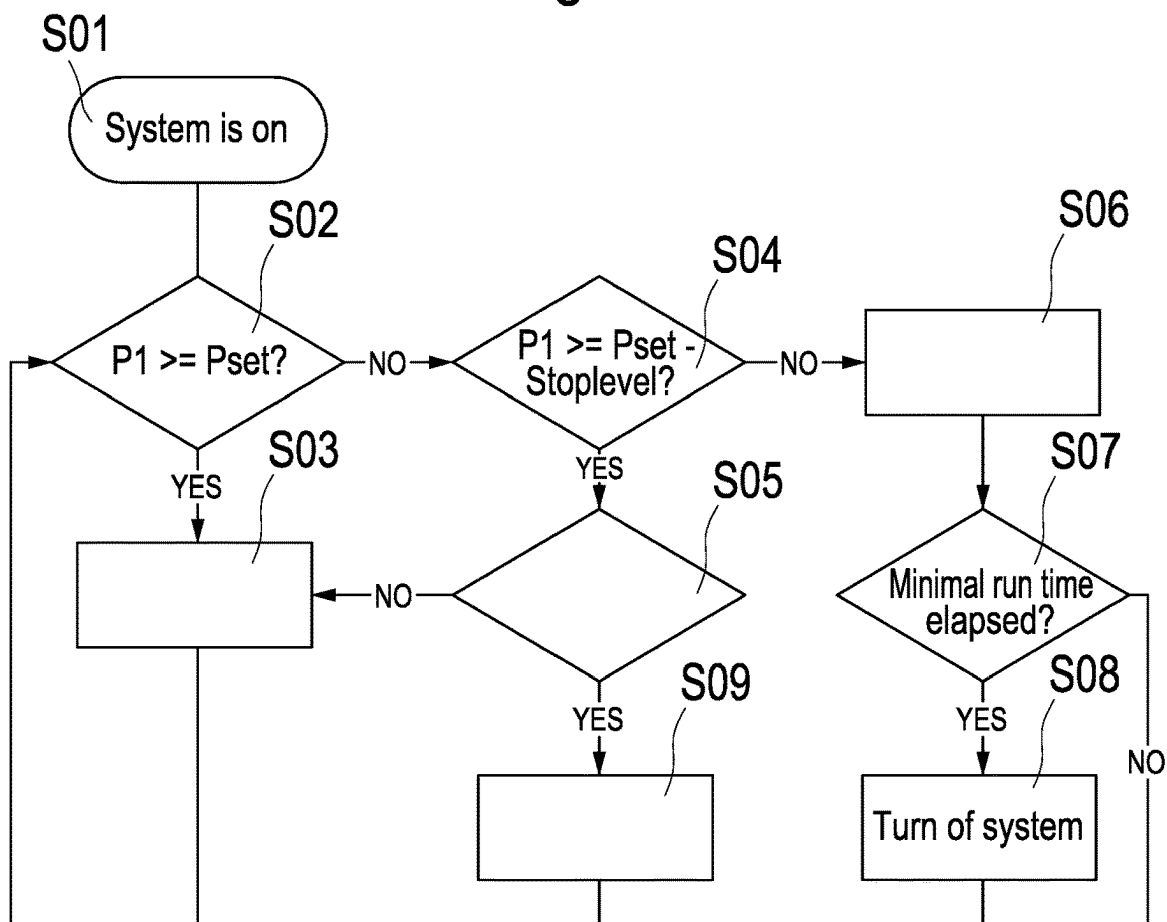 S01
System is on
S02
S04
S06
P1 >= Pset?
NO
P1 >= Pset -
Stoplevel?
NO
S03
YES
YES
S05
S07
NO
Minimal run time
elapsed?
S09
S08
YES
YES
NO
Turn of system